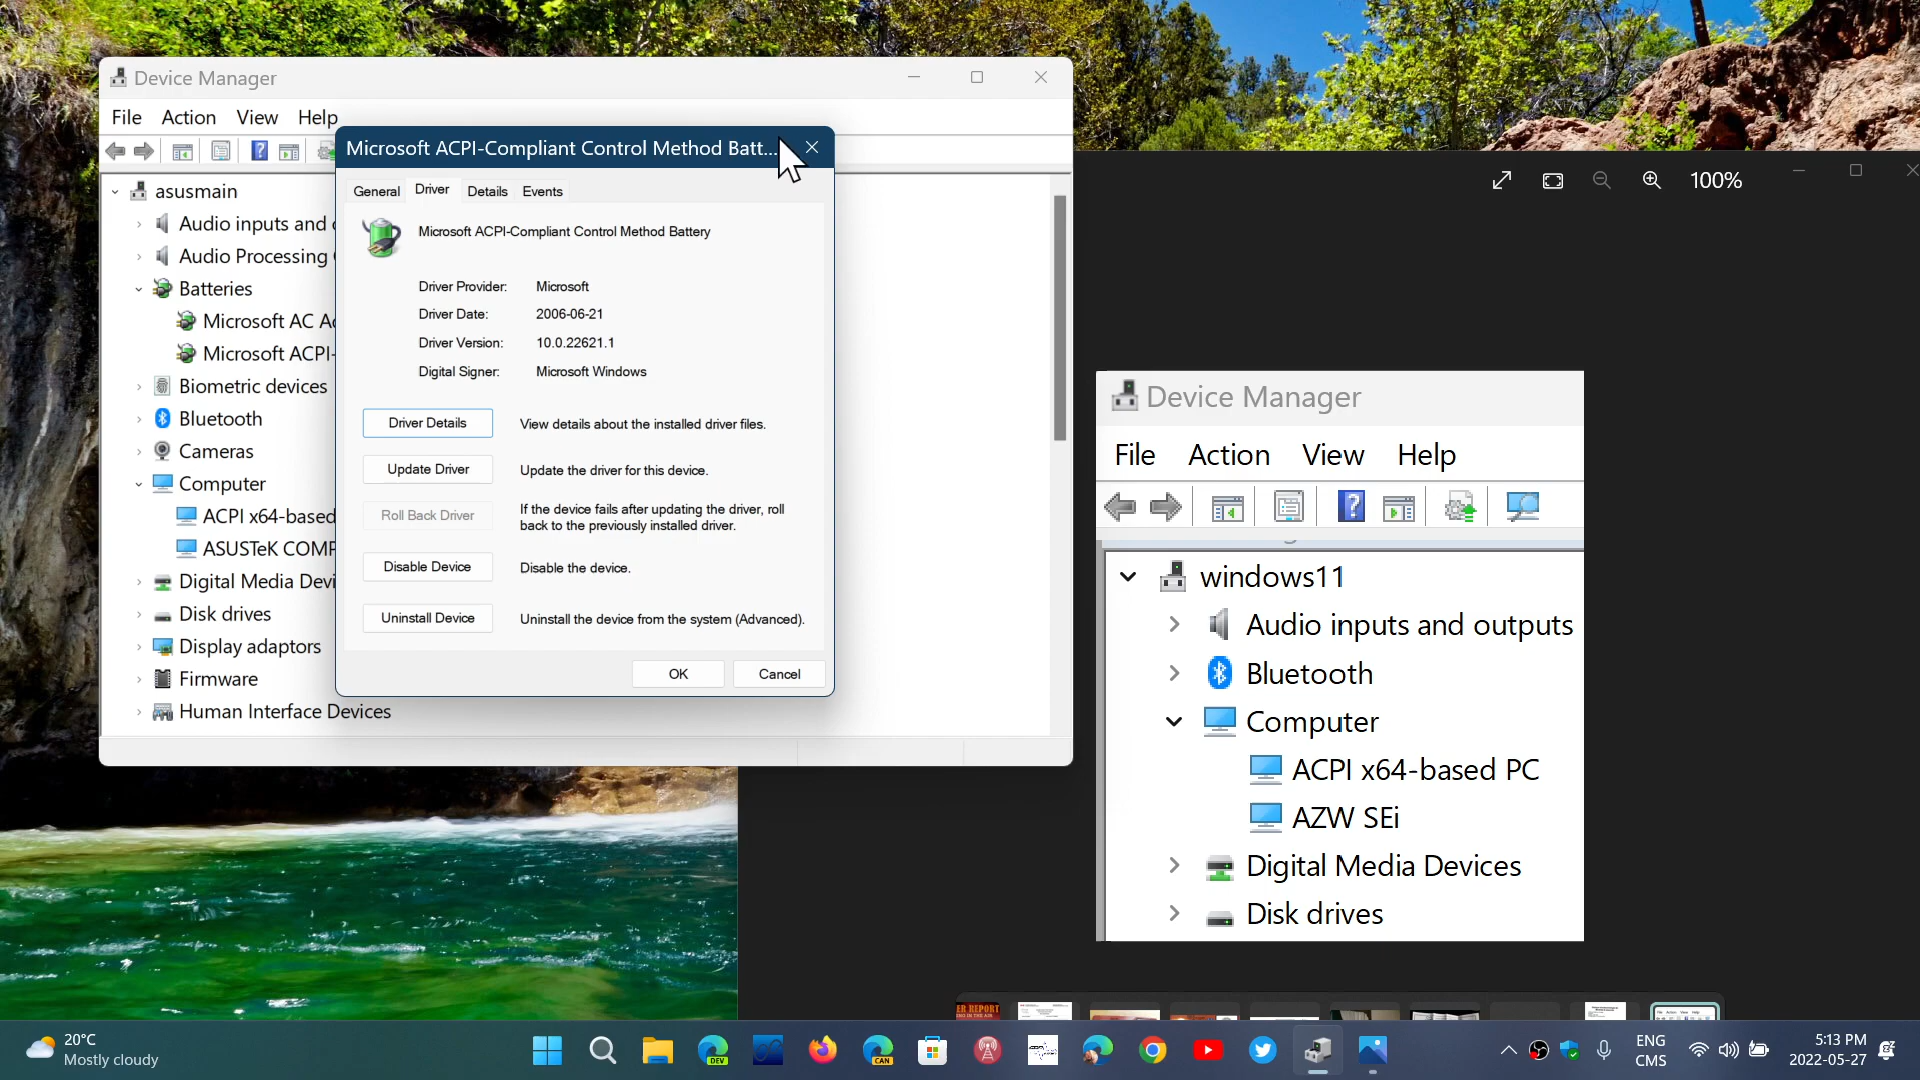 Device Manager
File Action View Help
asusmain
Audio inputs and
Audio Processing
Batteries
Microsoft AC
Microsoft ACPI-
Biometric devices
Bluetooth
Cameras
Computer
ACPI x64-based
ASUSTeK COMP
Digital Media Devi
Disk drives
Display adaptors
Firmware
Human Interface Devices
Microsoft ACPI-Compliant Control Method Batt...
General Driver Details Events
Microsoft ACPI-Compliant Control Method Battery
Driver Provider: Microsoft
Driver Date: 2006-06-21
Driver Version: 10.0.22621.1
Digital Signer: Microsoft Windows
Driver Details View details about the installed driver files.
Update Driver Update the driver for this device.
Roll Back Driver If the device fails after updating the driver, roll
back to the previously installed driver.
Disable Device Disable the device.
Uninstall Device Uninstall the device from the system (Advanced).
OK Cancel
100%
Device Manager
File Action View Help
windows11
Audio inputs and outputs
Bluetooth
Computer
ACPI x64-based PC
AZW SEi
Digital Media Devices
Disk drives
20°C
Mostly cloudy
DEV
CAN
ENG
CMS
5:13 PM
2022-05-27